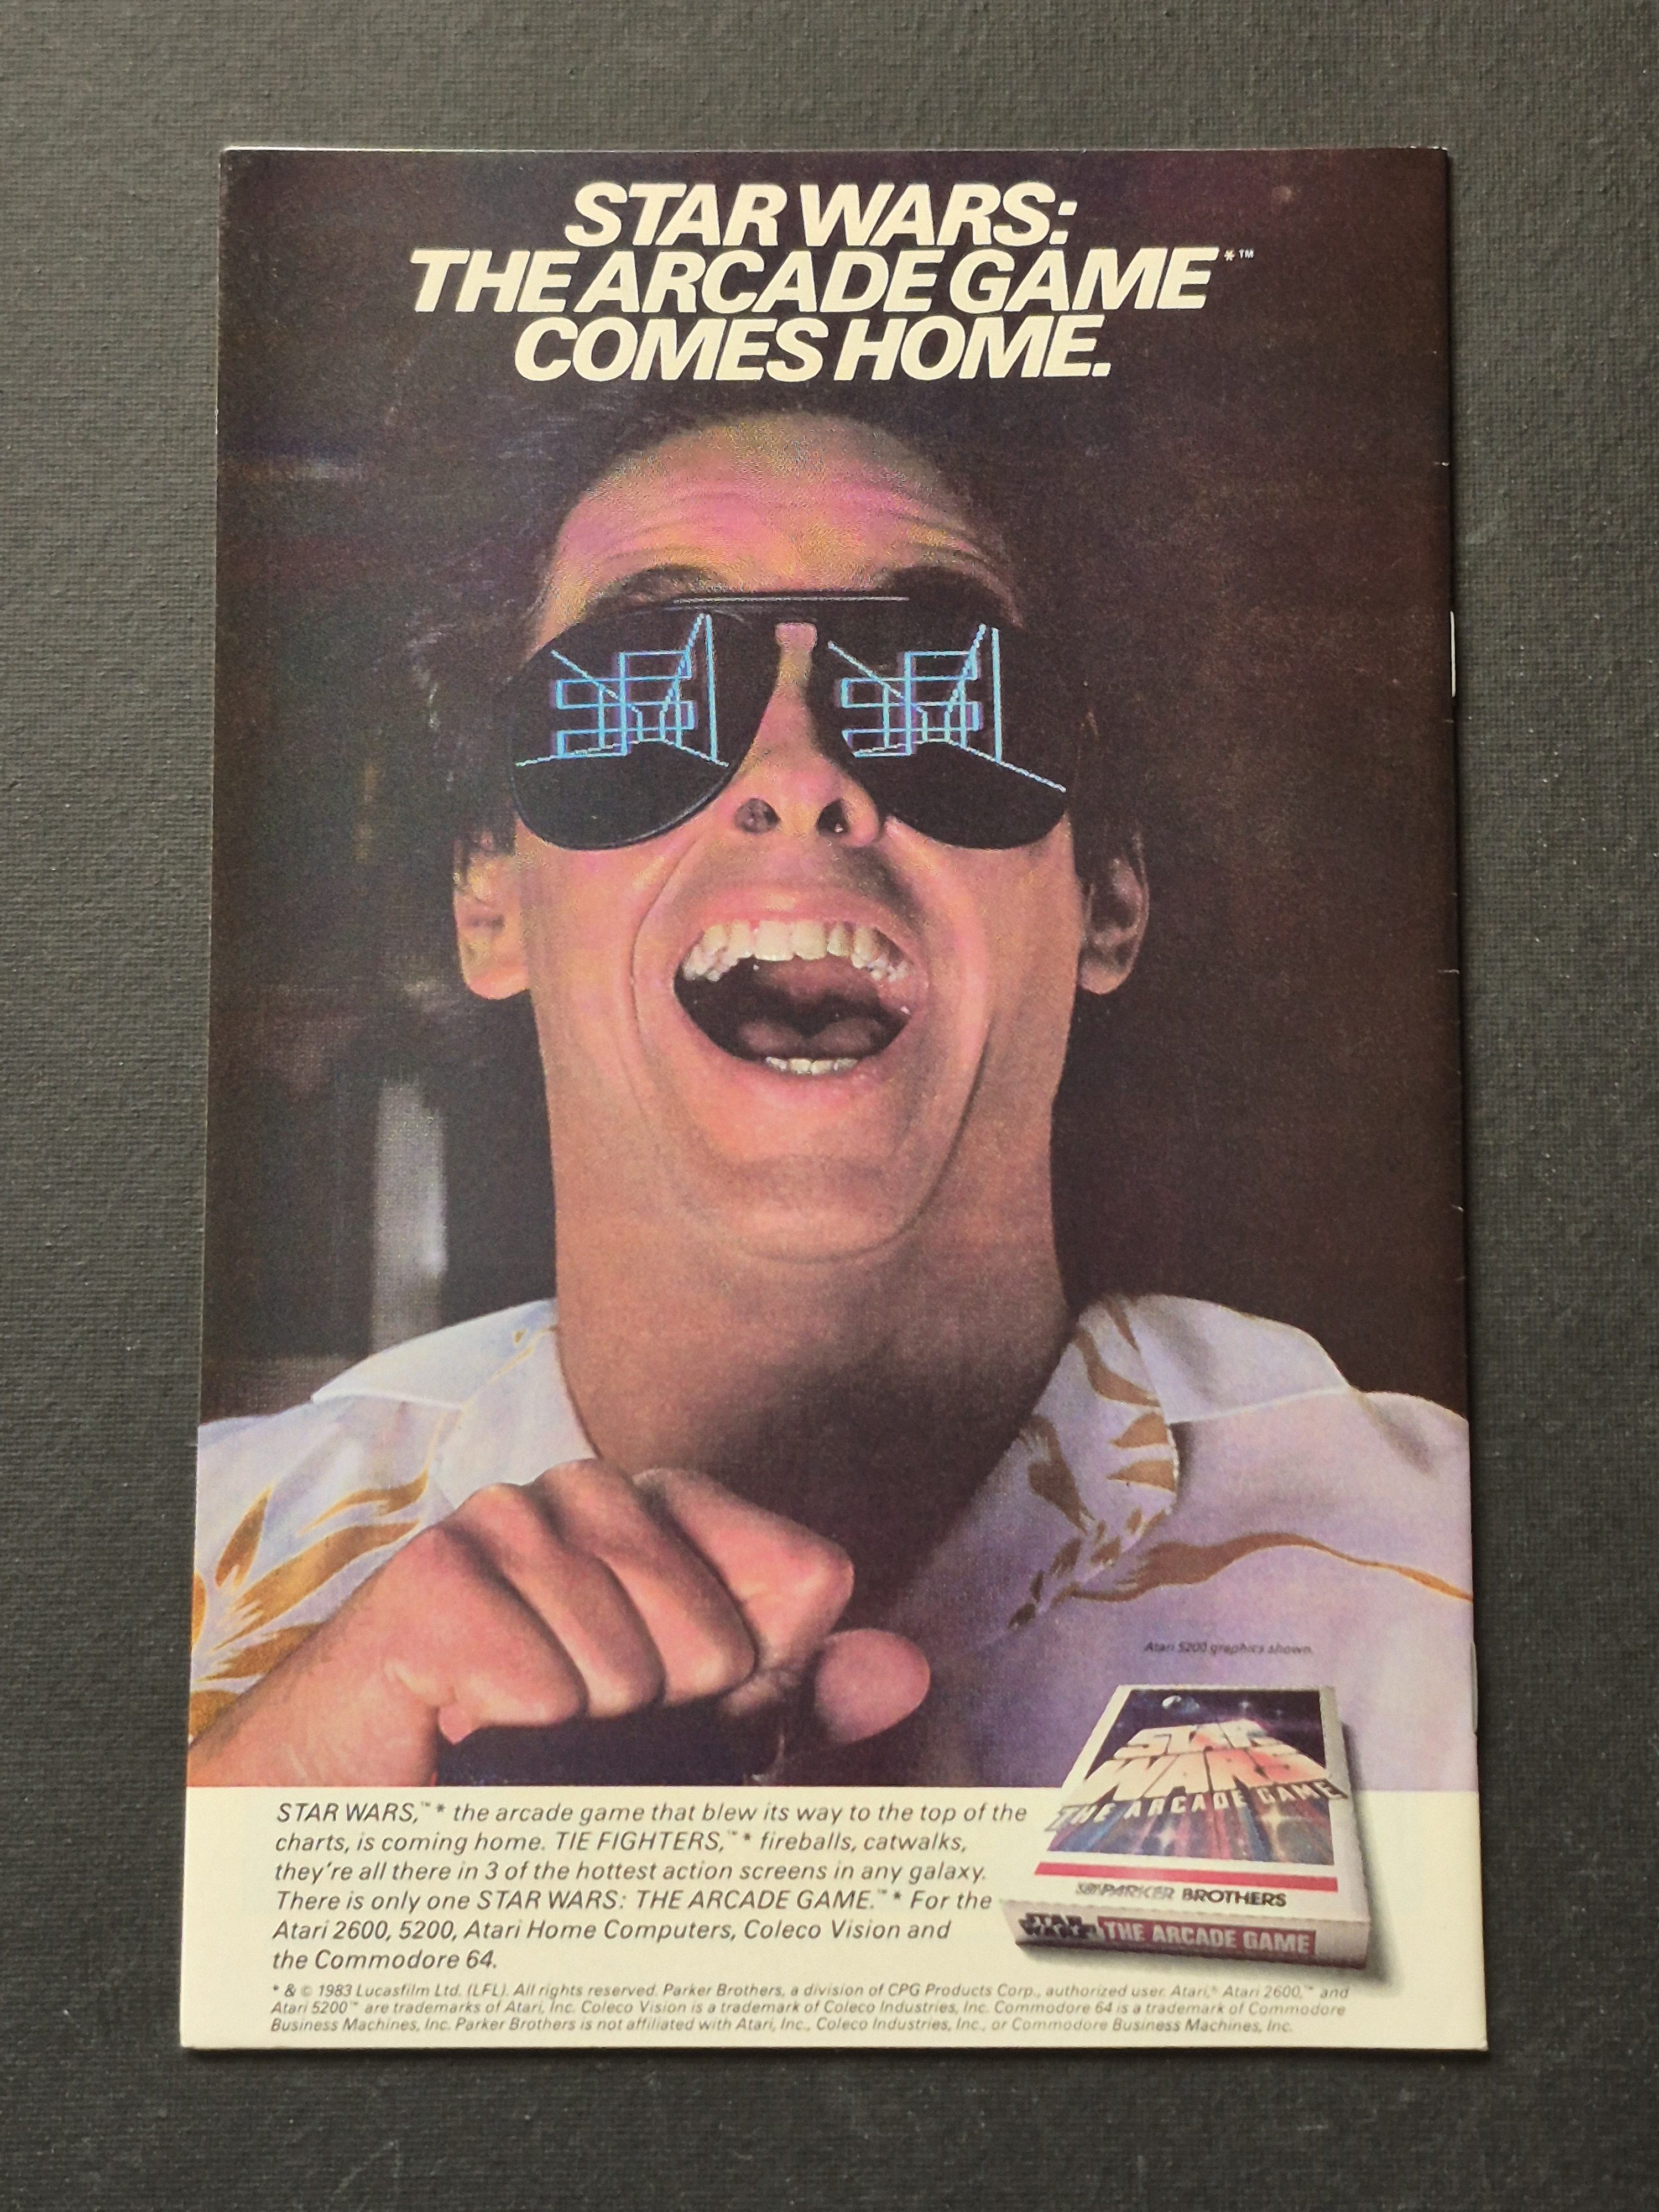 STAR WARS:
THE ARCADE GAME*™
COMES HOME.
Atari 5200 graphics shown.
STAR WARS
THE ARCADE GAME
PARKER BROTHERS
STAR WARS THE ARCADE GAME
STAR WARS,™* the arcade game that blew its way to the top of the
charts, is coming home. TIE FIGHTERS,™* fireballs, catwalks,
they're all there in 3 of the hottest action screens in any galaxy.
There is only one STAR WARS: THE ARCADE GAME.™* For the
Atari 2600, 5200, Atari Home Computers, Coleco Vision and
the Commodore 64.
* & © 1983 Lucasfilm Ltd. (LFL). All rights reserved. Parker Brothers, a division of CPG Products Corp., authorized user. Atari,® Atari 2600,™ and
Atari 5200™ are trademarks of Atari, Inc. Coleco Vision is a trademark of Coleco Industries, Inc. Commodore 64 is a trademark of Commodore
Business Machines, Inc. Parker Brothers is not affiliated with Atari, Inc., Coleco Industries, Inc., or Commodore Business Machines, Inc.